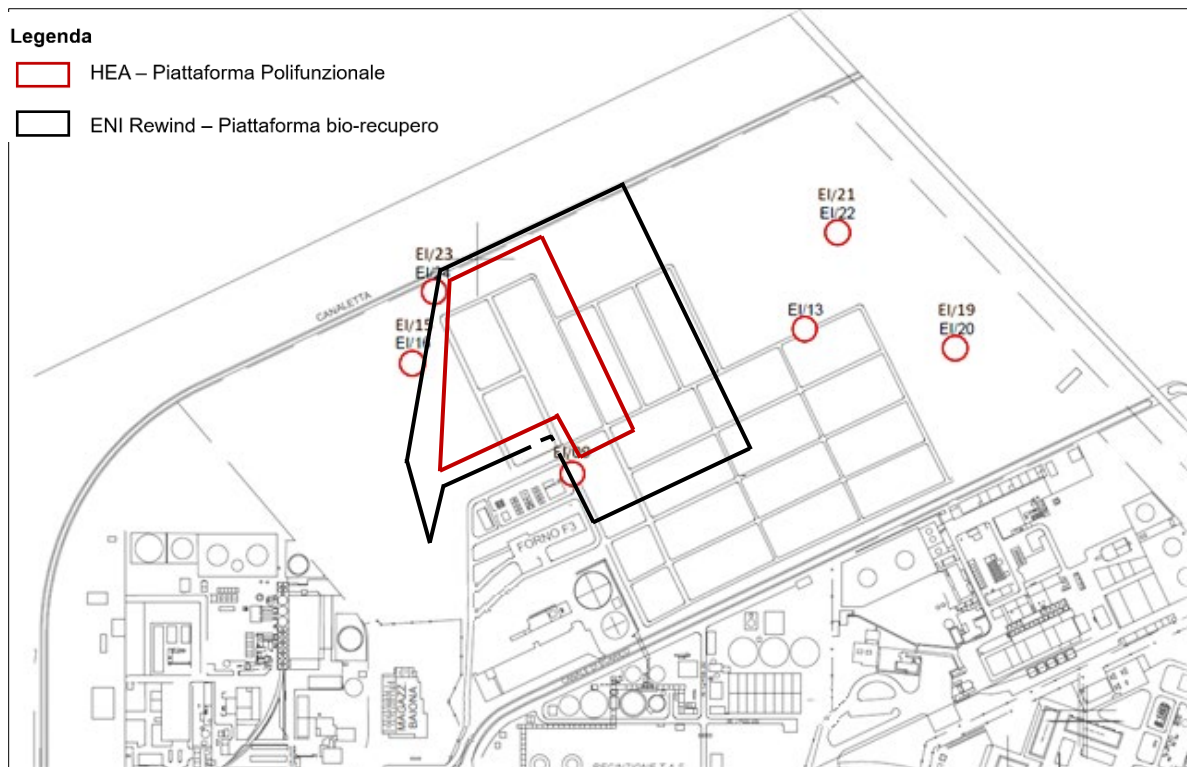 Legenda
HEA – Piattaforma Polifunzionale
ENI Rewind – Piattaforma bio-recupero
EI/21
EI/22
EI/23
EI/24
CANALETTA
EI/13
EI/19
EI/20
EI/15
EI/16
FORNO F3
MAGAZZ
BAIONA